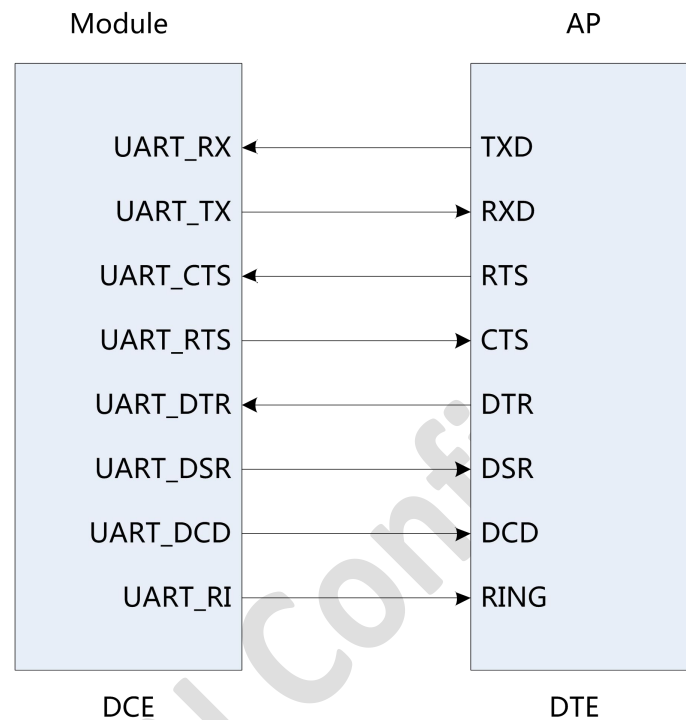 Module AP
UART_RX TXD
UART_TX RXD
UART_CTS RTS
UART_RTS CTS
UART_DTR DTR
UART_DSR DSR
UART_DCD DCD
UART_RI RING
DCE DTE